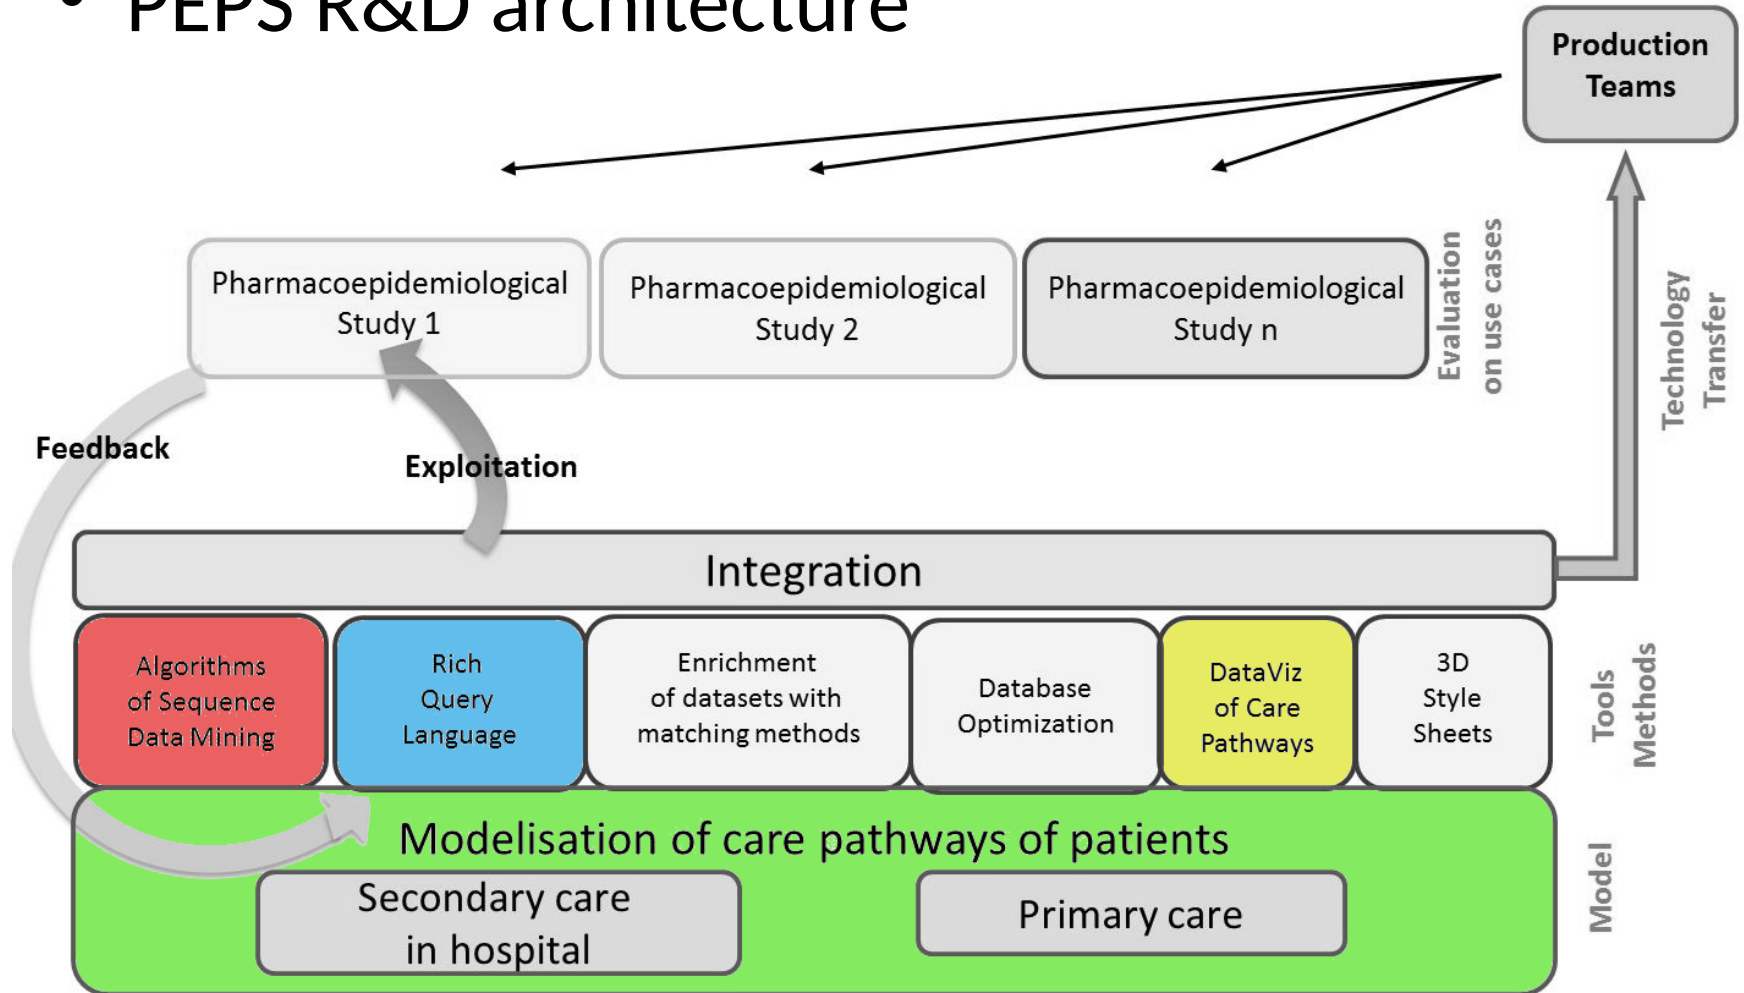 • PEPS R&D architecture
Production
Teams
Pharmacoepidemiological
Study 1
Pharmacoepidemiological
Study 2
Pharmacoepidemiological
Study n
Evaluation
on use cases
Technology
Transfer
Feedback
Exploitation
Integration
Algorithms
of Sequence
Data Mining
Rich
Query
Language
Enrichment
of datasets with
matching methods
Database
Optimization
DataViz
of Care
Pathways
3D
Style
Sheets
Tools
Methods
Modelisation of care pathways of patients
Secondary care
in hospital
Primary care
Model